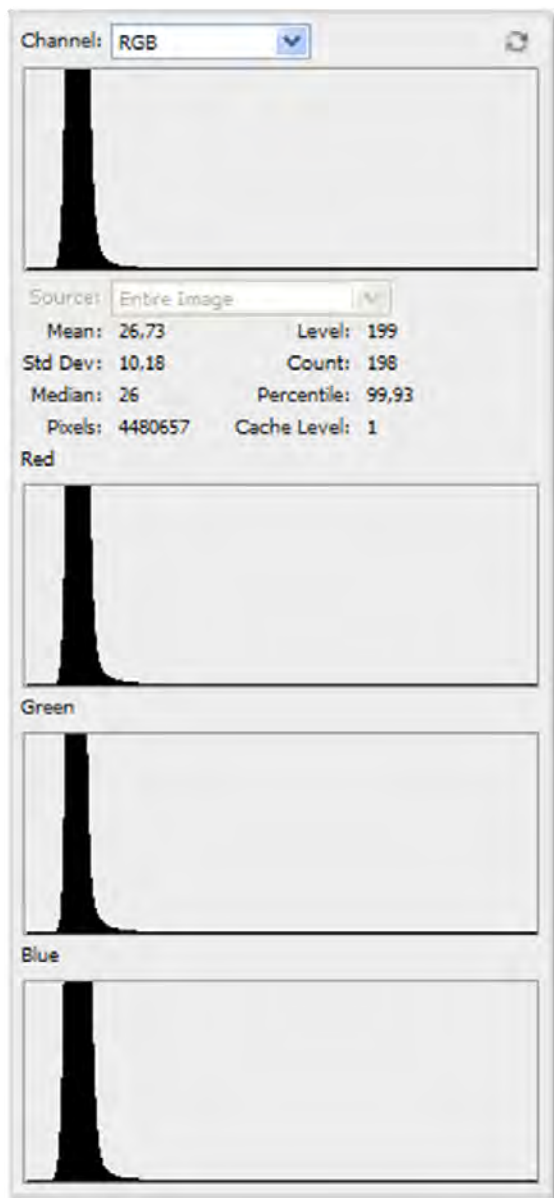 Channel: RGB
Source: Entire Image
Mean: 26,73 Level: 199
Std Dev: 10,18 Count: 198
Median: 26 Percentile: 99,93
Pixels: 4480657 Cache Level: 1
Red
Green
Blue